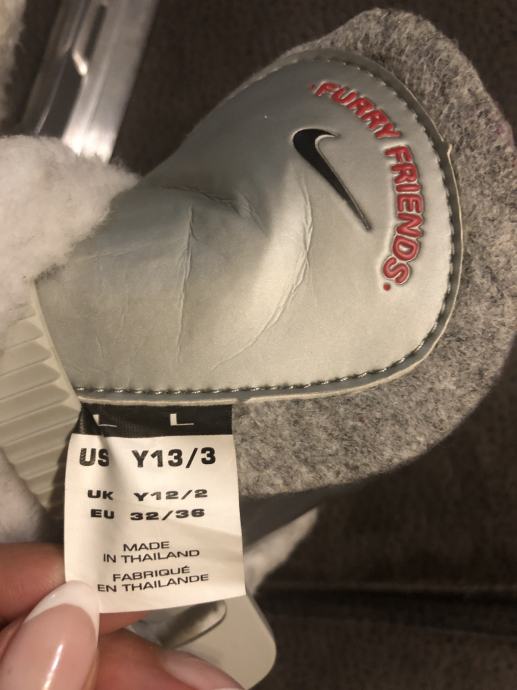 ·FURRY FRIENDS·
L L
US Y13/3
UK Y12/2
EU 32/36
MADE
IN THAILAND
FABRIQUÉ
EN THAILANDE